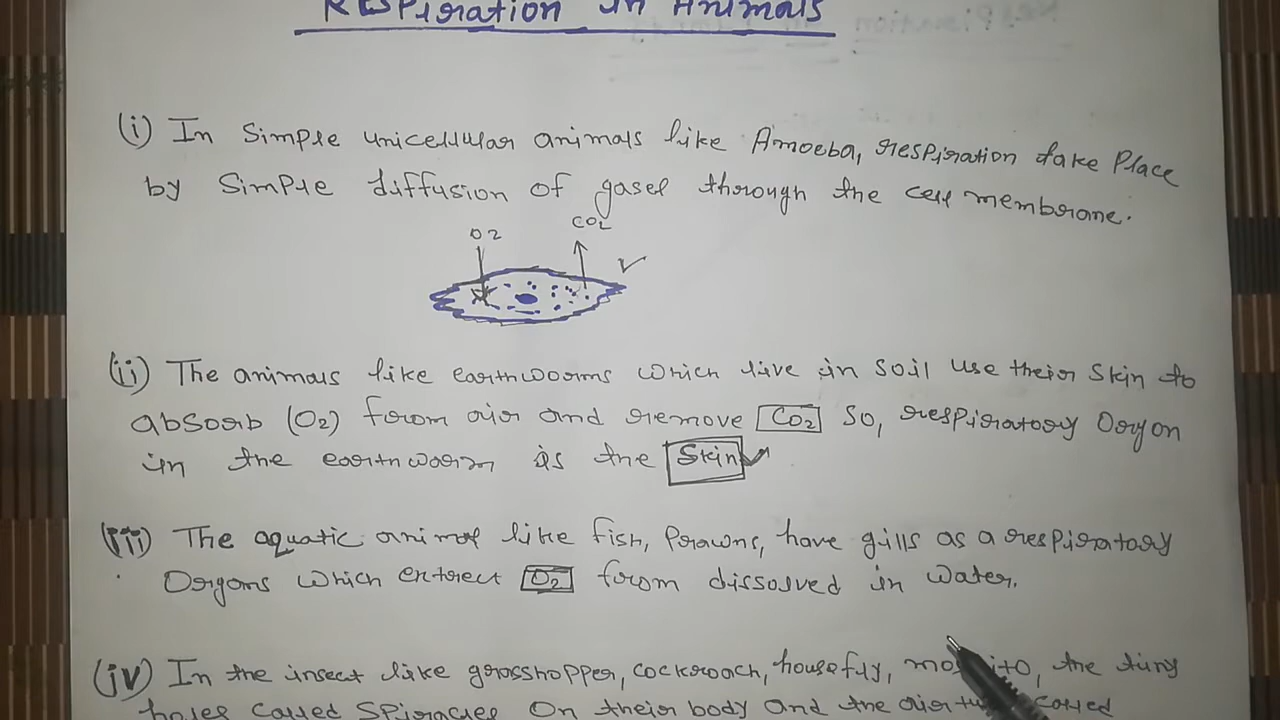 Respiration in Animals
(i) In Simple unicellular animals like Amoeba, respiration take place
by Simple diffusion of gases through the cell membrane.
O2 CO2
(ii) The animals like earthworms which live in soil use their skin to
absorb (O2) from air and remove CO2 So, respiratory Organ
in the earthworm is the Skin
(iii) The aquatic animal like fish, Prawns, have gills as a respiratory
Organs which extract O2 from dissolved in water.
(iv) In the insect like grasshopper, cockroach, housefly, the tiny
holes called Spiracles On their body and the air called